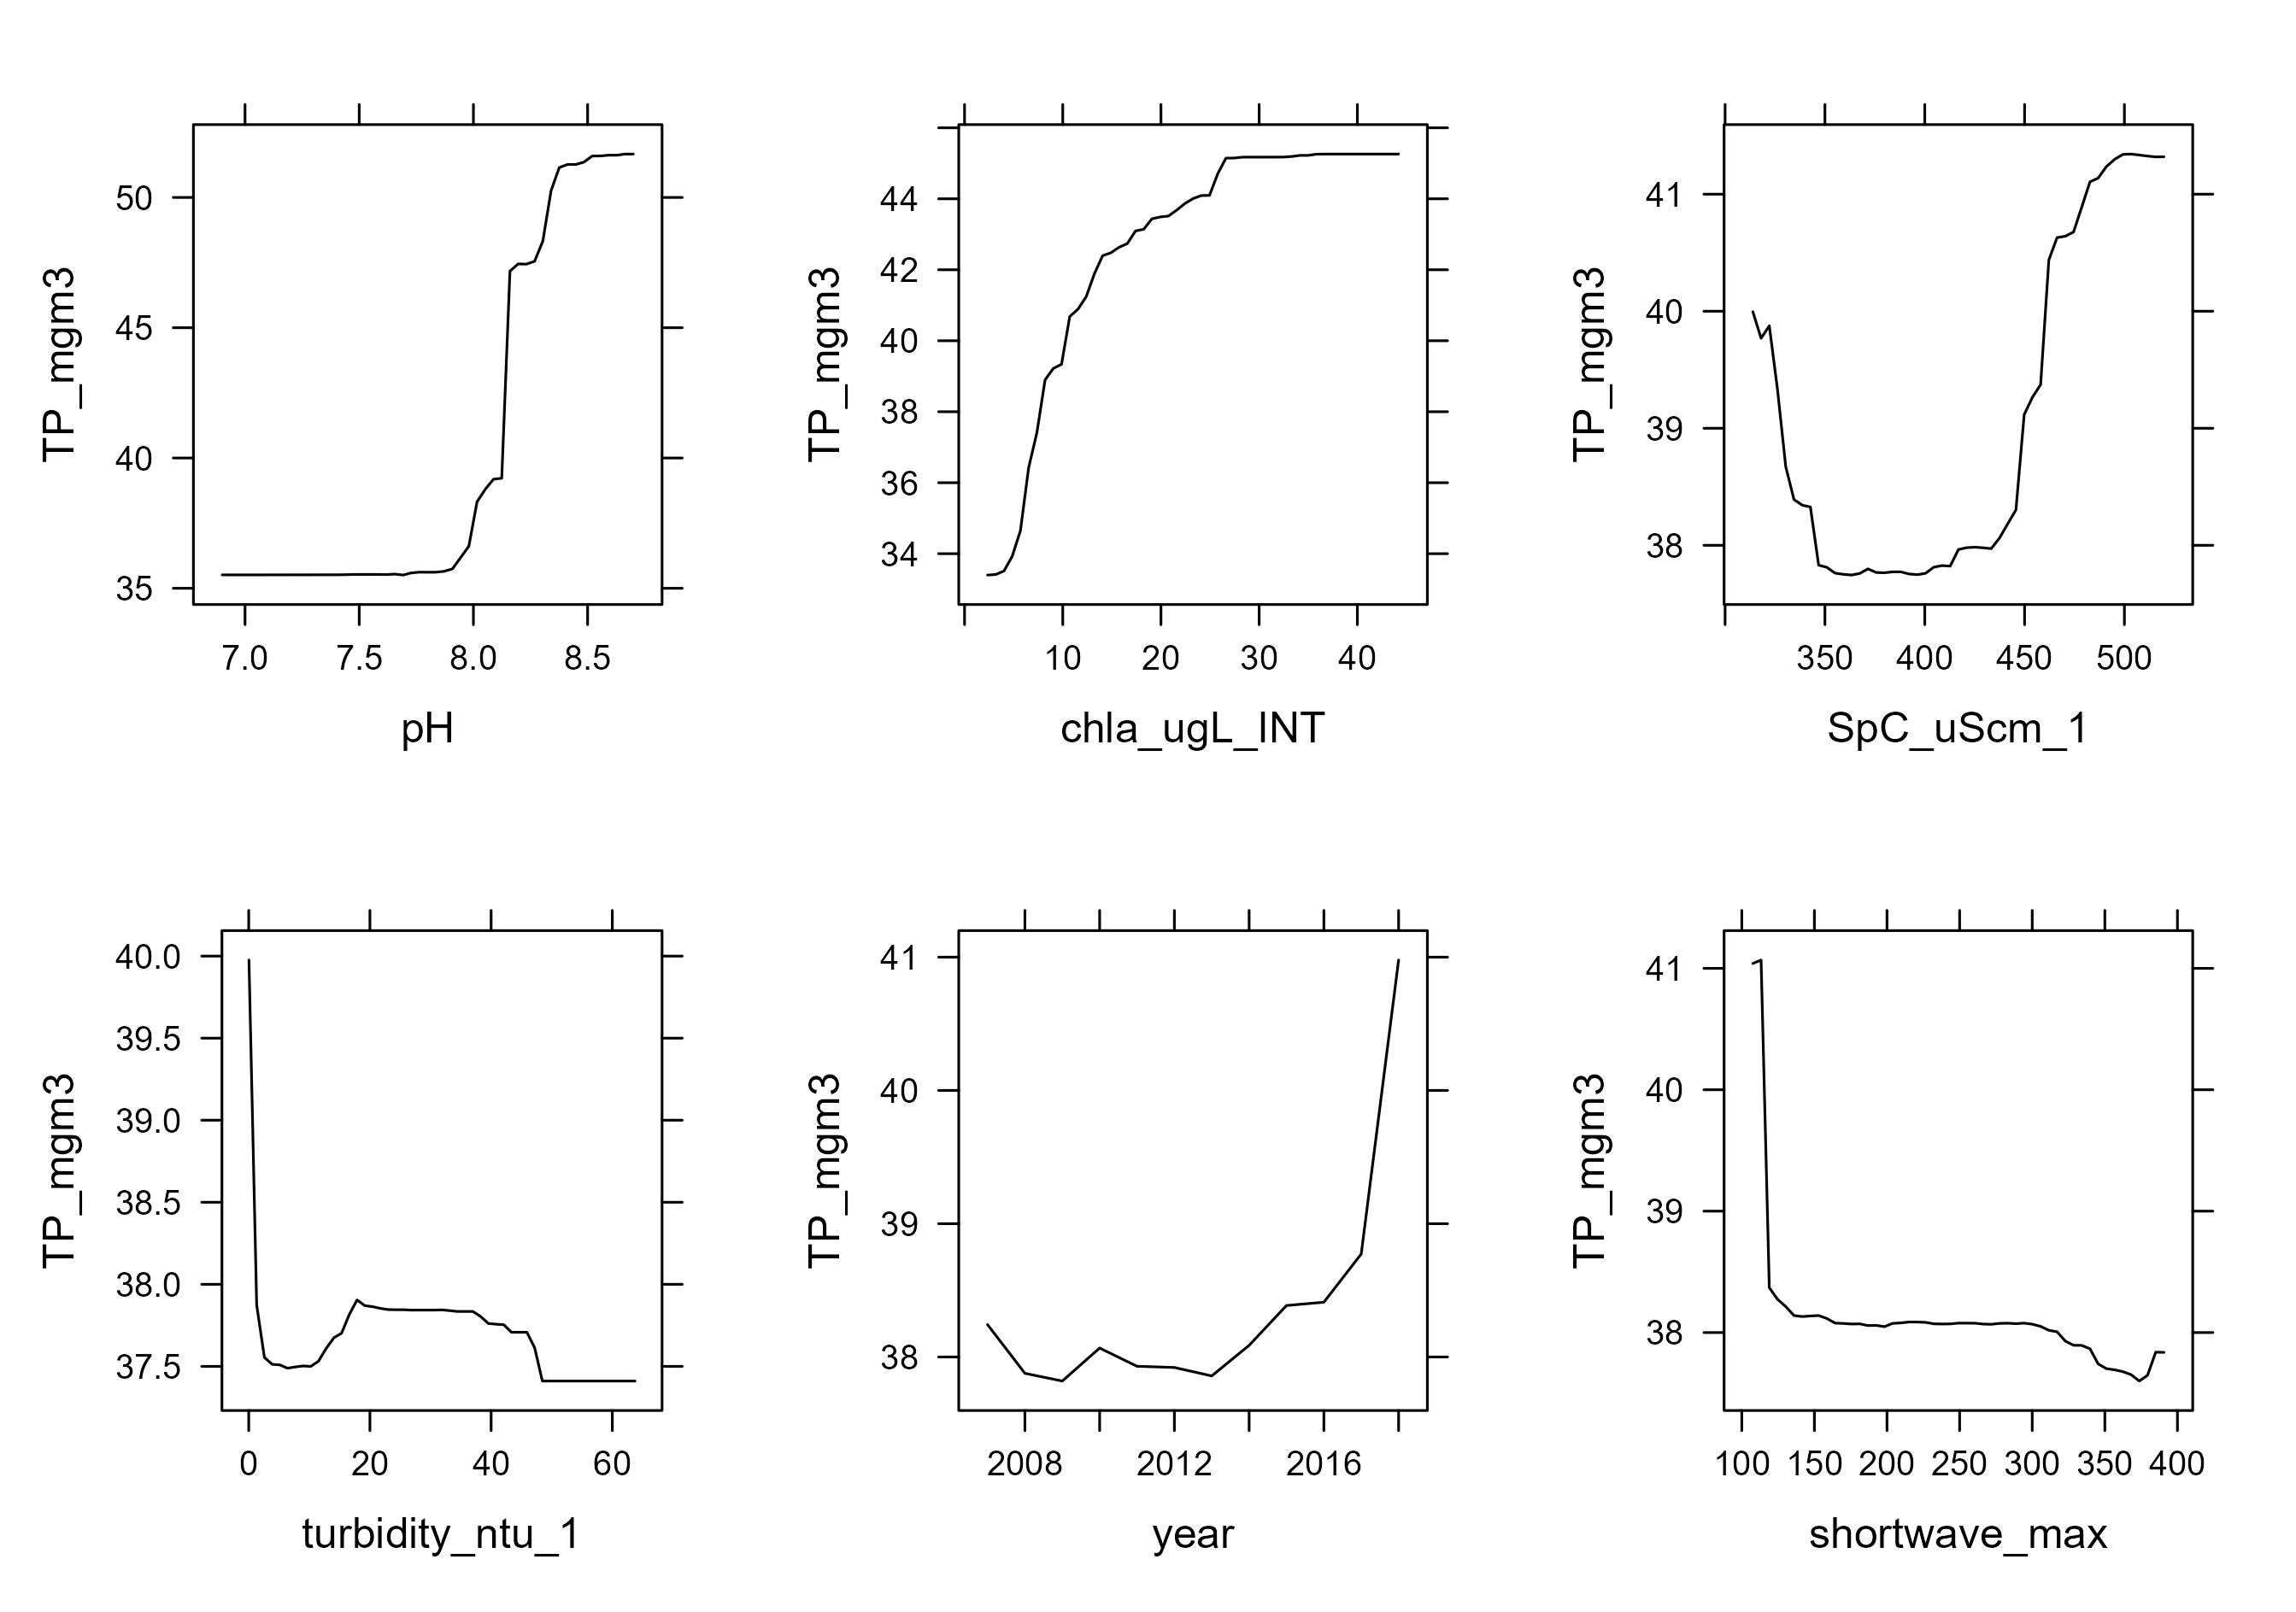 TP_mgm3
50
45
40
35
7.0 7.5 8.0 8.5
pH
TP_mgm3
44
42
40
38
36
34
10 20 30 40
chla_ugL_INT
TP_mgm3
41
40
39
38
350 400 450 500
SpC_uScm_1
TP_mgm3
40.0
39.5
39.0
38.5
38.0
37.5
0 20 40 60
turbidity_ntu_1
TP_mgm3
41
40
39
38
2008 2012 2016
year
TP_mgm3
41
40
39
38
100 150 200 250 300 350 400
shortwave_max